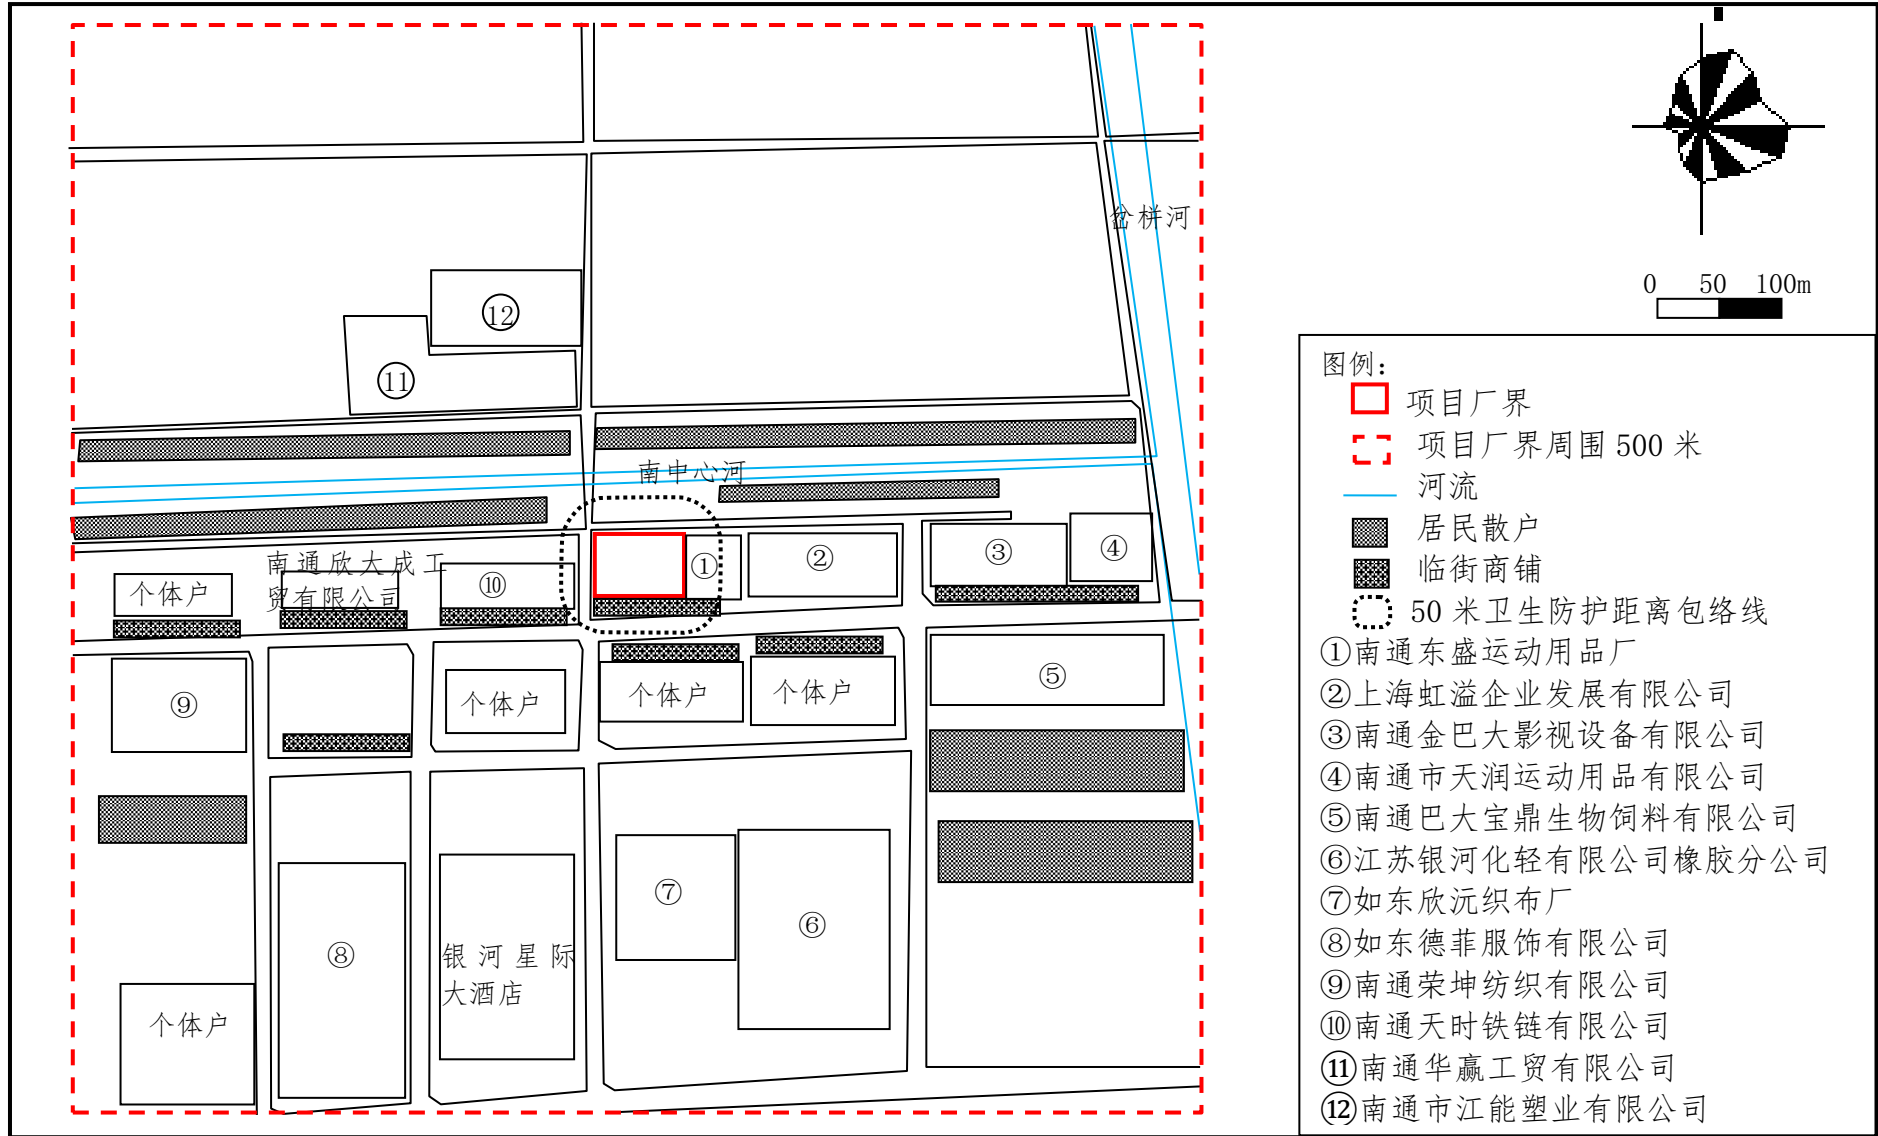 岔栟河
0 50 100m
⑫
⑪
南中心河
南通欣大成工
贸有限公司
个体户
⑩
①
②
③
④
⑨
个体户
个体户
个体户
⑤
⑦
⑥
⑧
银河星际
大酒店
个体户
图例：
项目厂界
项目厂界周围 500 米
河流
居民散户
临街商铺
50 米卫生防护距离包络线
①南通东盛运动用品厂
②上海虹溢企业发展有限公司
③南通金巴大影视设备有限公司
④南通市天润运动用品有限公司
⑤南通巴大宝鼎生物饲料有限公司
⑥江苏银河化轻有限公司橡胶分公司
⑦如东欣沅织布厂
⑧如东德菲服饰有限公司
⑨南通荣坤纺织有限公司
⑩南通天时铁链有限公司
⑪南通华赢工贸有限公司
⑫南通市江能塑业有限公司